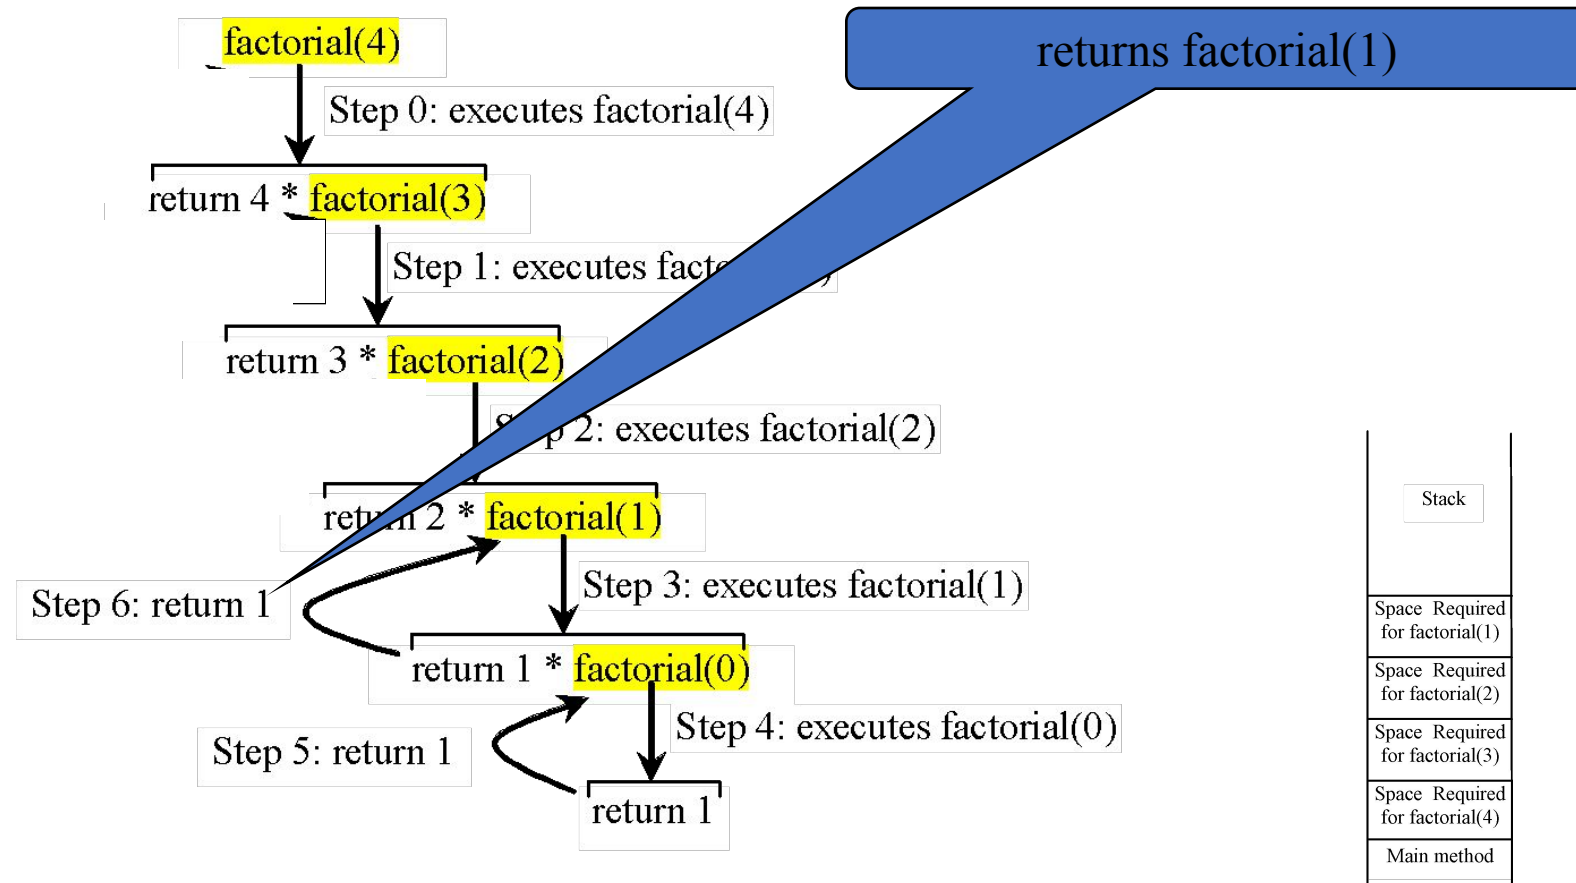 factorial(4)
returns factorial(1)
Step 0: executes factorial(4)
return 4 * factorial(3)
Step 1: executes
return 3 * factorial(2)
2: executes factorial(2)
return 2 * factorial(1)
Step 3: executes factorial(1)
Step 6: return 1
return 1 * factorial(0)
Step 4: executes factorial(0)
Step 5: return 1
return 1
Stack
Space Required
for factorial(1)
Space Required
for factorial(2)
Space Required
for factorial(3)
Space Required
for factorial(4)
Main method